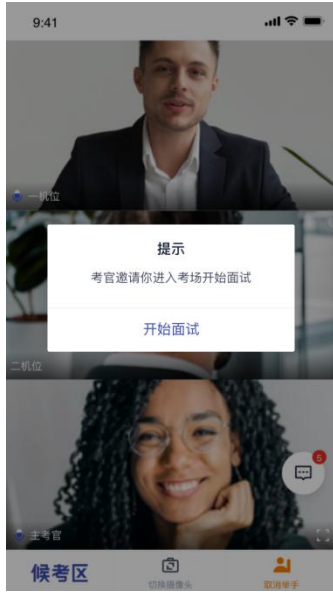 9:41
一机位
提示
考官邀请你进入考场开始面试
开始面试
二机位
5
主考官
候考区
切换摄像头
取消举手